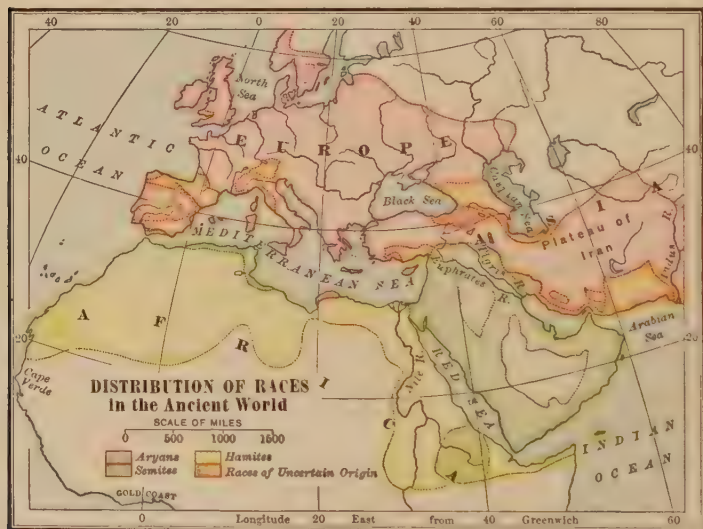 40 20 0 20 40 60 80
North Sea
ATLANTIC OCEAN
EUROPE
40
40
Black Sea
Caspian Sea
ASIA
Plateau of Iran
Indus R.
MEDITERRANEAN SEA
Tigris R.
Euphrates R.
AFRICA
Nile R.
RED SEA
Arabian Sea
20
20
Cape Verde
DISTRIBUTION OF RACES
in the Ancient World
SCALE OF MILES
0 500 1000 1500
Aryans
Semites
Hamites
Races of Uncertain Origin
INDIAN OCEAN
GOLD COAST
0 Longitude 20 East from 40 Greenwich 60